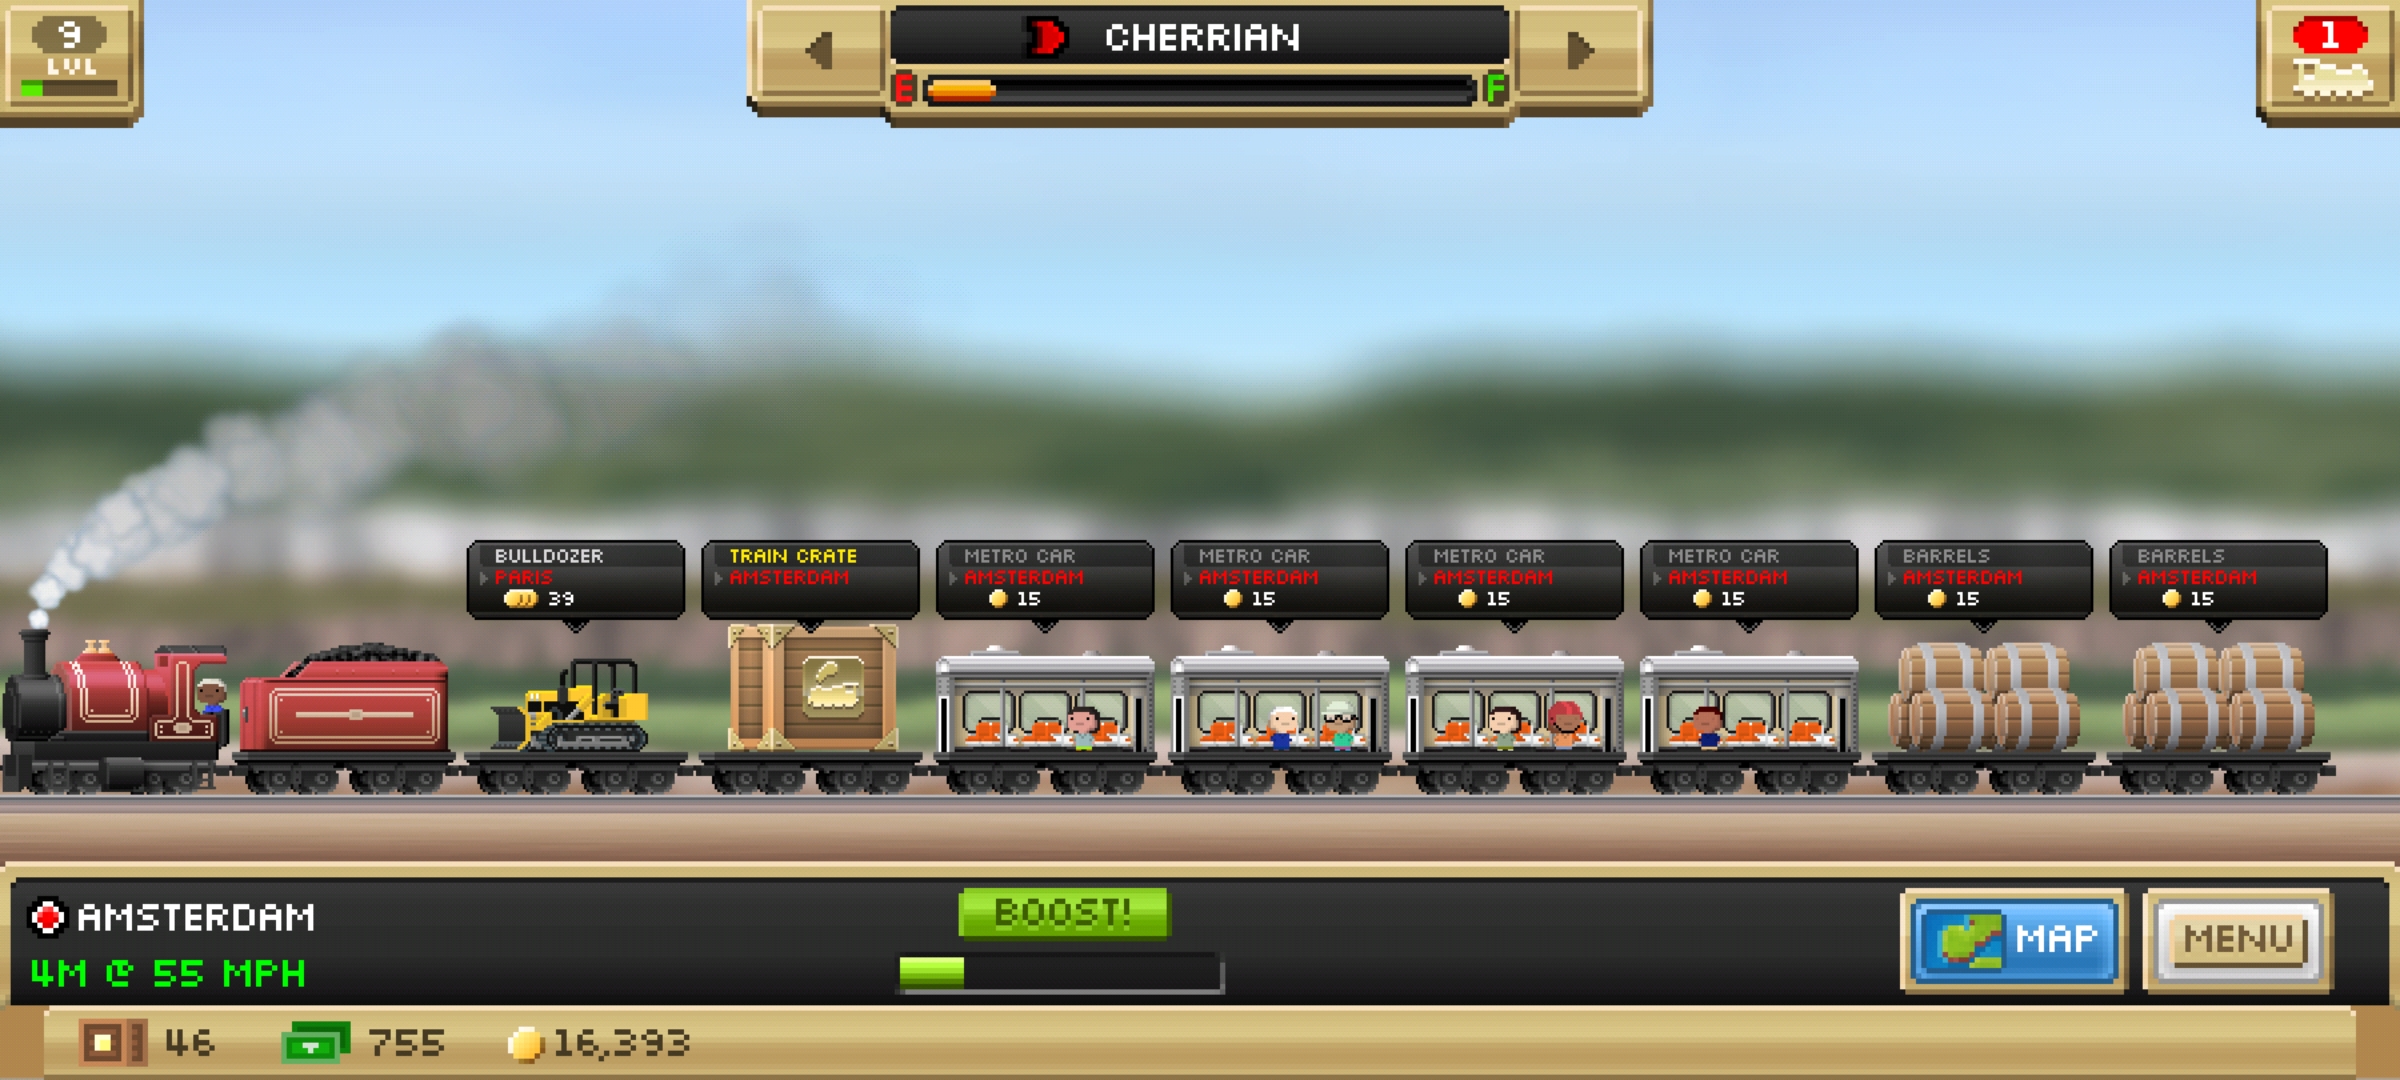 9
LVL
CHERRIAN
E F
1
BULLDOZER
PARIS
39
TRAIN CRATE
AMSTERDAM
METRO CAR
AMSTERDAM
15
METRO CAR
AMSTERDAM
15
METRO CAR
AMSTERDAM
15
METRO CAR
AMSTERDAM
15
BARRELS
AMSTERDAM
15
BARRELS
AMSTERDAM
15
AMSTERDAM
4M @ 55 MPH
BOOST!
MAP
MENU
46
755
16,393